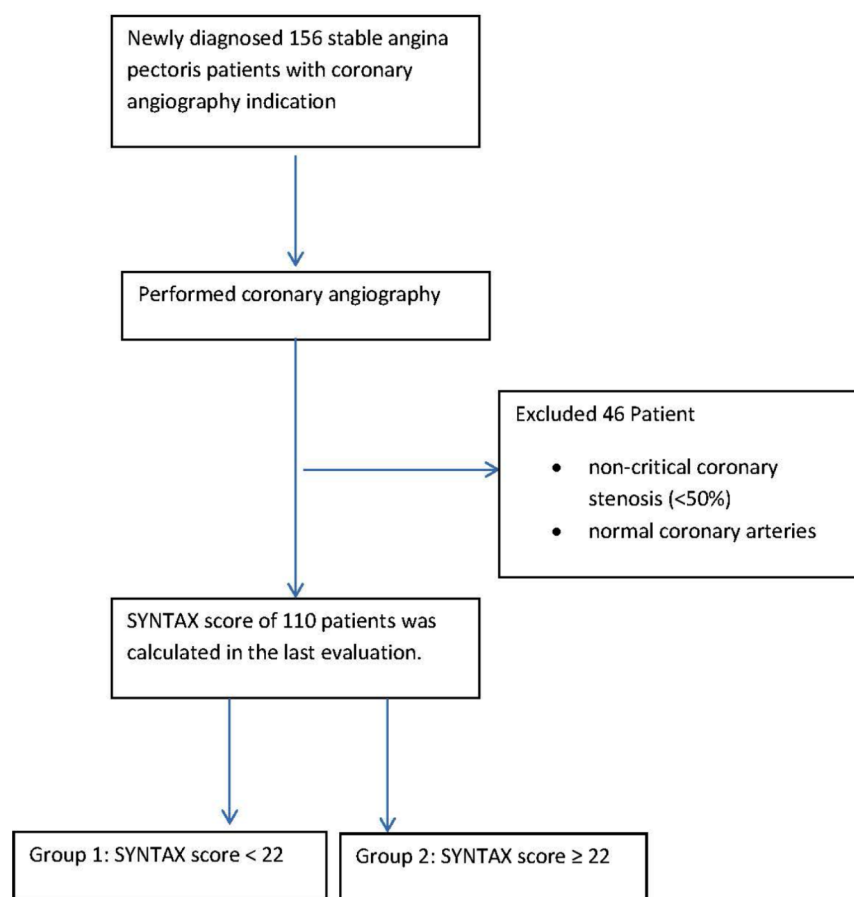 Newly diagnosed 156 stable angina
pectoris patients with coronary
angiography indication
Performed coronary angiography
Excluded 46 Patient
• non-critical coronary
stenosis (<50%)
• normal coronary arteries
SYNTAX score of 110 patients was
calculated in the last evaluation.
Group 1: SYNTAX score < 22
Group 2: SYNTAX score ≥ 22